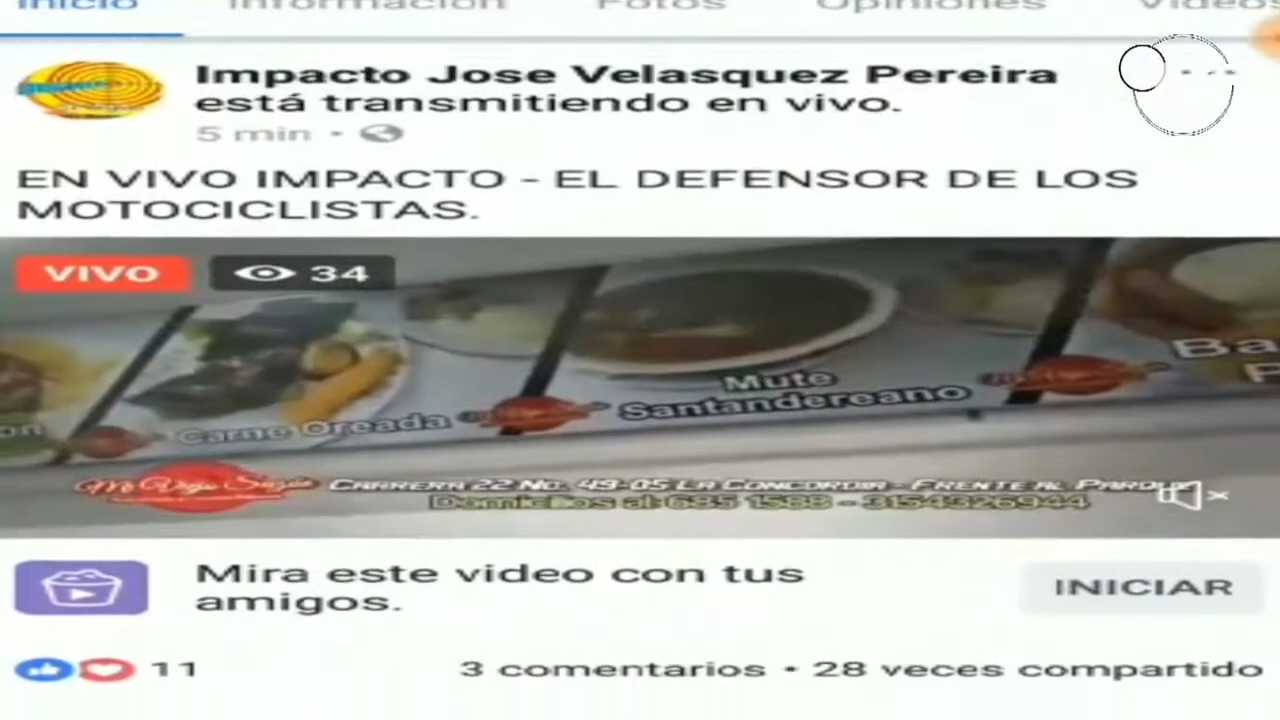 Inicio Información Fotos Opiniones Videos
Impacto Jose Velasquez Pereira
está transmitiendo en vivo.
5 min
EN VIVO IMPACTO - EL DEFENSOR DE LOS
MOTOCICLISTAS.
VIVO 34
Mute
Santandereano
Carne Oreada
CARRERA 22 No. 49-05 LA CONCORDIA - FRENTE AL PARQUE
Domicilios al: 685 1588 - 3154326944
Mira este video con tus
amigos.
INICIAR
11 3 comentarios • 28 veces compartido